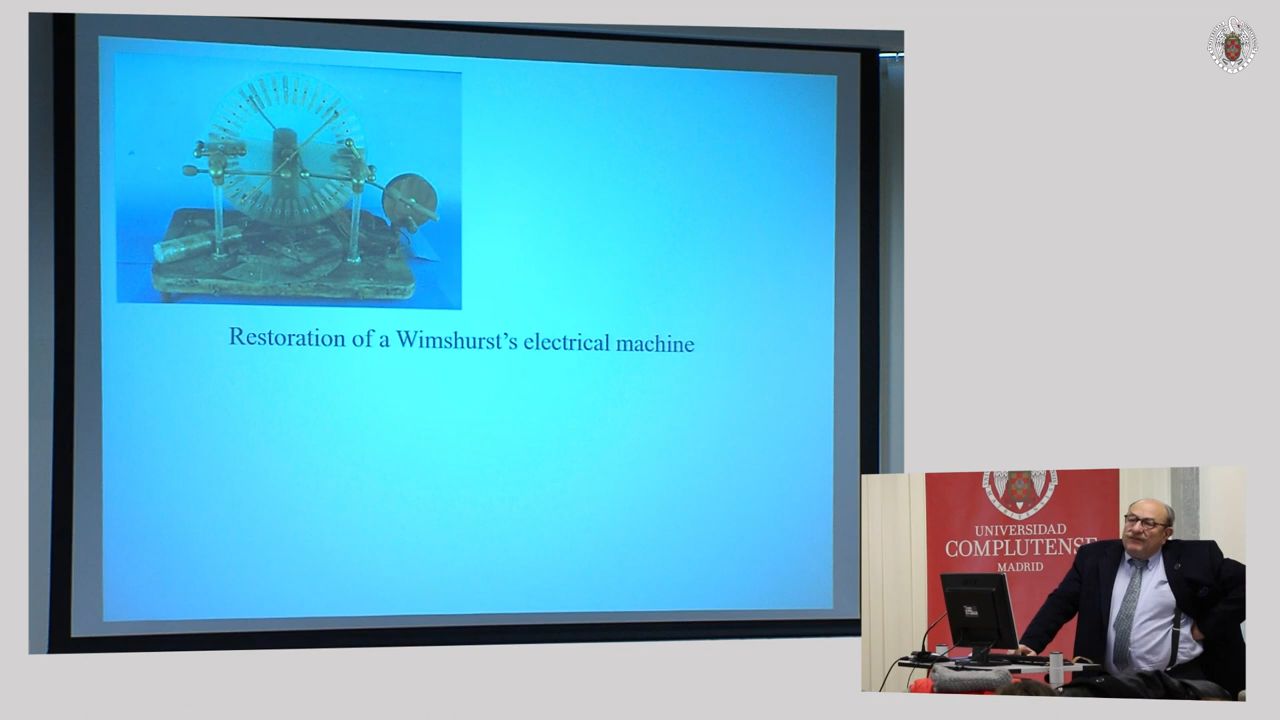 Restoration of a Wimshurst's electrical machine
UNIVERSIDAD
COMPLUTENSE
MADRID